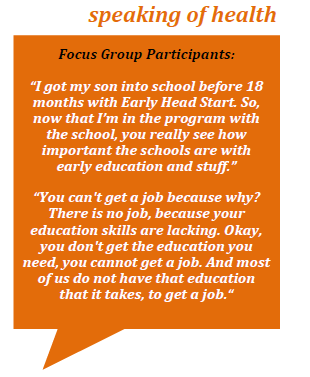 speaking of health
Focus Group Participants:
“I got my son into school before 18
months with Early Head Start. So,
now that I'm in the program with
the school, you really see how
important the schools are with
early education and stuff.”
“You can't get a job because why?
There is no job, because your
education skills are lacking. Okay,
you don't get the education you
need, you cannot get a job. And most
of us do not have that education
that it takes, to get a job.“